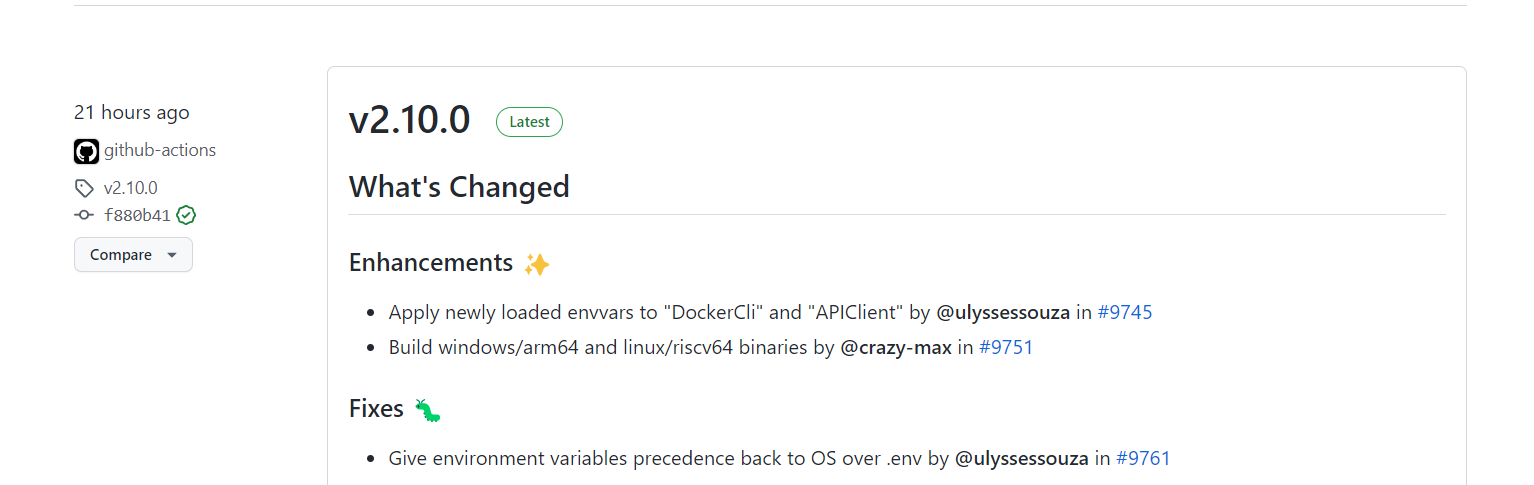 21 hours ago
github-actions
v2.10.0
f880b41
Compare
v2.10.0 Latest
What's Changed
Enhancements ✨
Apply newly loaded envvars to "DockerCli" and "APIClient" by @ulyssessouza in #9745
Build windows/arm64 and linux/riscv64 binaries by @crazy-max in #9751
Fixes 🐛
Give environment variables precedence back to OS over .env by @ulyssessouza in #9761